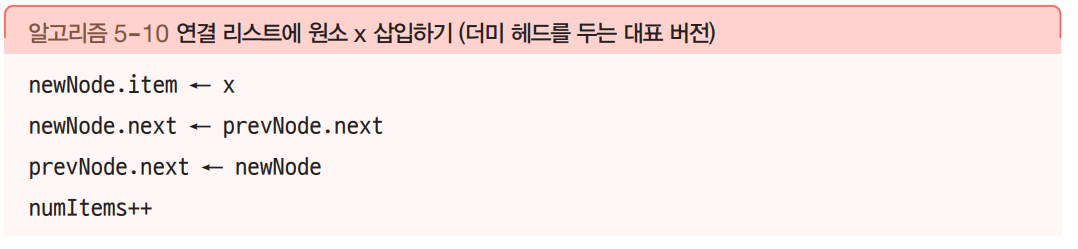 알고리즘 5-10 연결 리스트에 원소 x 삽입하기 (더미 헤드를 두는 대표 버전)
newNode.item ← x
newNode.next ← prevNode.next
prevNode.next ← newNode
numItems++